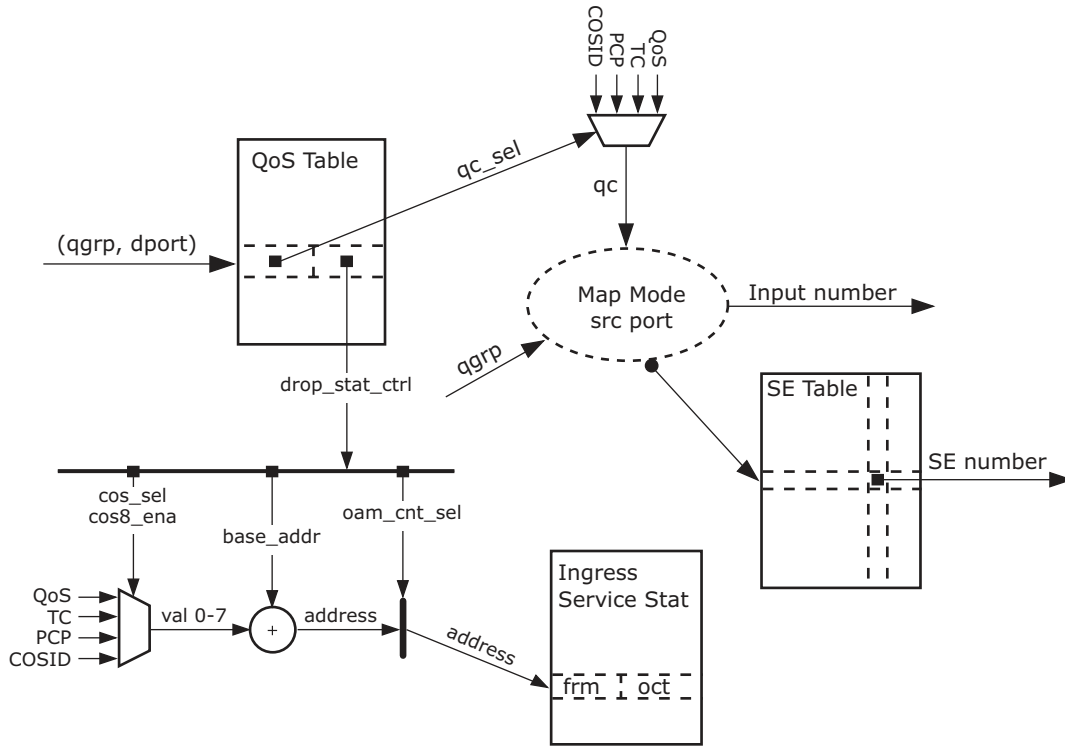 COSID
PCP
TC
QoS
QoS Table
qc_sel
qc
(qgrp, dport)
Map Mode
src port
Input number
qgrp
drop_stat_ctrl
SE Table
SE number
cos_sel
cos8_ena
base_addr
oam_cnt_sel
Ingress
Service Stat
QoS
TC
PCP
COSID
val 0-7
+
address
address
frm
oct